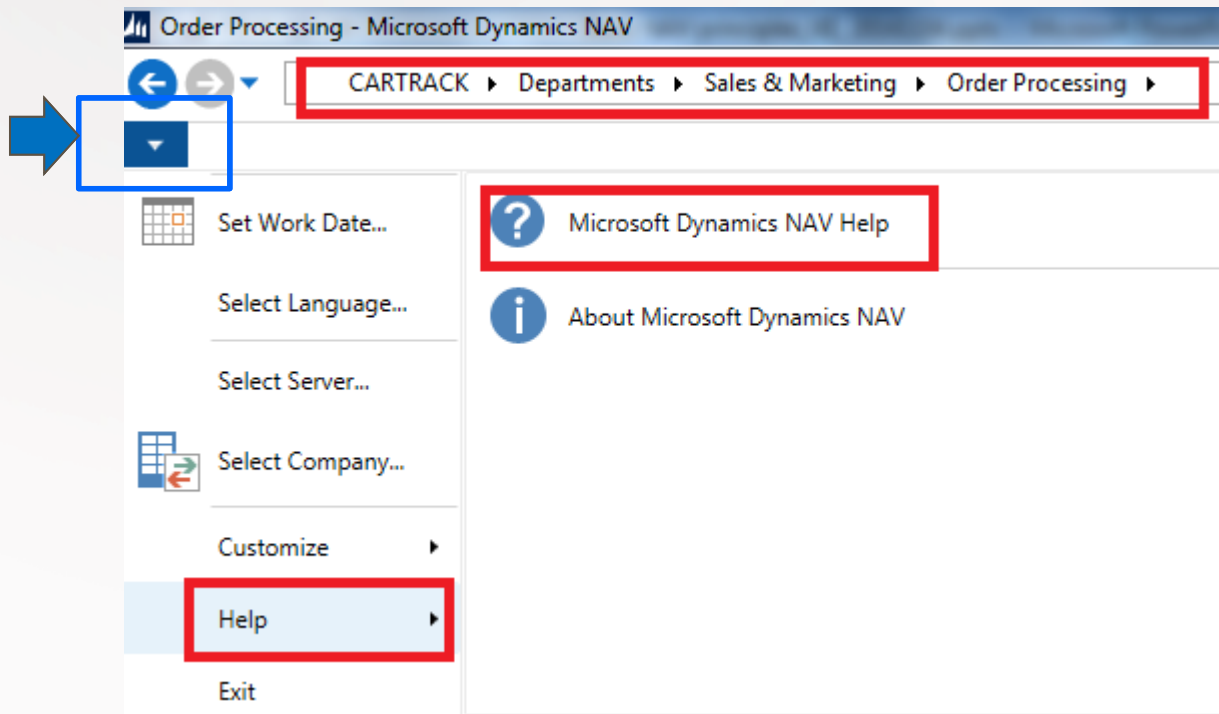 Order Processing - Microsoft Dynamics NAV
CARTRACK Departments Sales & Marketing Order Processing
Set Work Date...
Microsoft Dynamics NAV Help
Select Language...
About Microsoft Dynamics NAV
Select Server...
Select Company...
Customize
Help
Exit